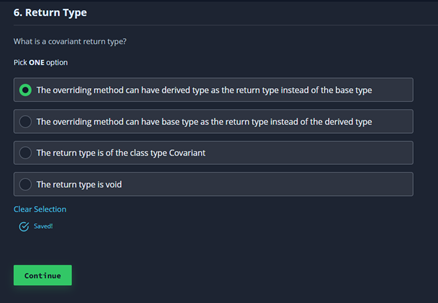 6. Return Type
What is a covariant return type?
Pick ONE option
The overriding method can have derived type as the return type instead of the base type
The overriding method can have base type as the return type instead of the derived type
The return type is of the class type Covariant
The return type is void
Clear Selection
Saved!
Continue